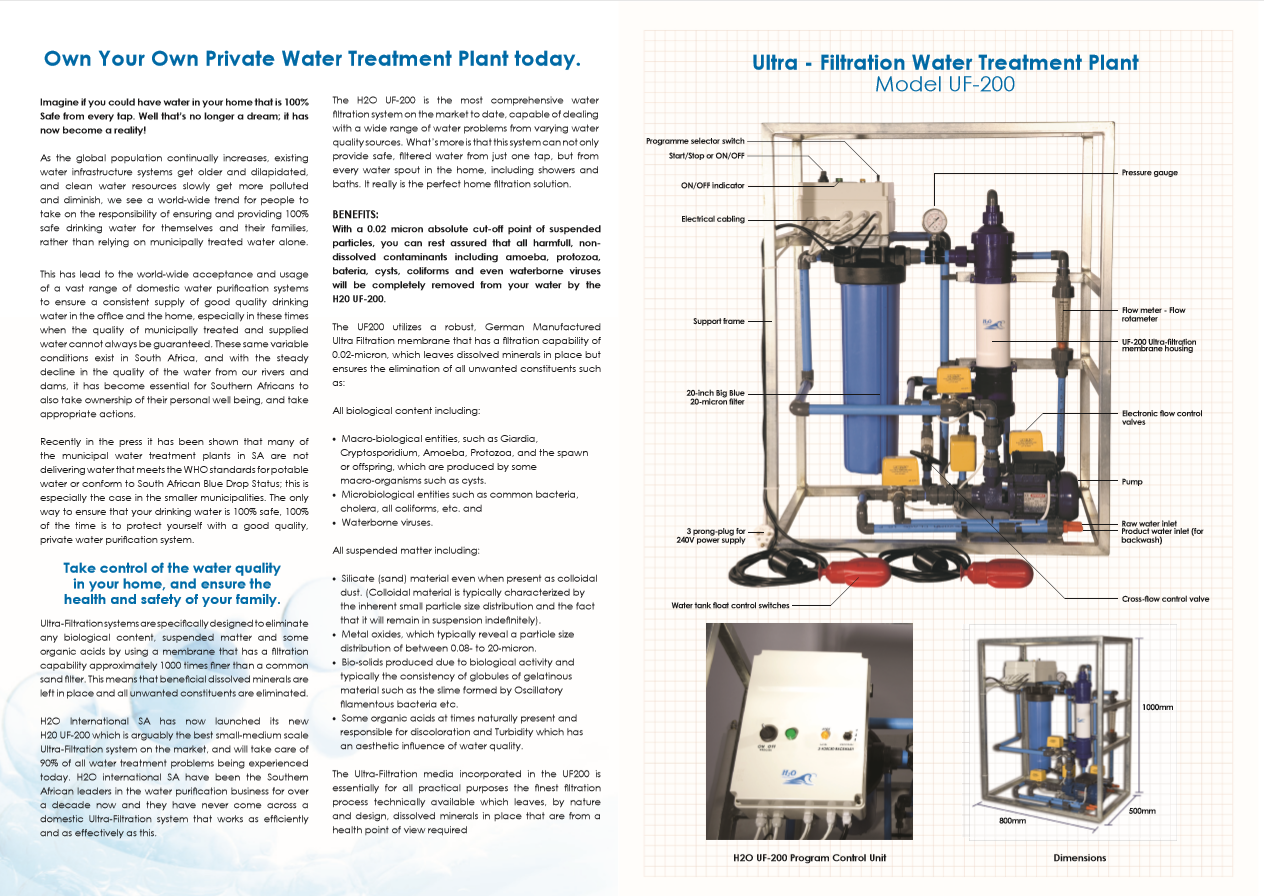 Own Your Own Private Water Treatment Plant today.
Imagine if you could have water in your home that is 100%
Safe from every tap. Well that's no longer a dream; it has
now become a reality!
As the global population continually increases, existing
water infrastructure systems get older and dilapidated,
and clean water resources slowly get more polluted
and diminish, we see a world-wide trend for people to
take on the responsibility of ensuring and providing 100%
safe drinking water for themselves and their families,
rather than relying on municipally treated water alone.
This has lead to the world-wide acceptance and usage
of a vast range of domestic water purification systems
to ensure a consistent supply of good quality drinking
water in the office and the home, especially in these times
when the quality of municipally treated and supplied
water cannot always be guaranteed. These same variable
conditions exist in South Africa, and with the steady
decline in the quality of the water from our rivers and
dams, it has become essential for Southern Africans to
also take ownership of their personal well being, and take
appropriate actions.
Recently in the press it has been shown that many of
the municipal water treatment plants in SA are not
delivering water that meets the WHO standards for potable
water or conform to South African Blue Drop Status; this is
especially the case in the smaller municipalities. The only
way to ensure that your drinking water is 100% safe, 100%
of the time is to protect yourself with a good quality,
private water purification system.
Take control of the water quality
in your home, and ensure the
health and safety of your family.
Ultra-Filtration systems are specifically designed to eliminate
any biological content, suspended matter and some
organic acids by using a membrane that has a filtration
capability approximately 1000 times finer than a common
sand filter. This means that beneficial dissolved minerals are
left in place and all unwanted constituents are eliminated.
H2O International SA has now launched its new
H20 UF-200 which is arguably the best small-medium scale
Ultra-Filtration system on the market, and will take care of
90% of all water treatment problems being experienced
today. H2O international SA have been the Southern
African leaders in the water purification business for over
a decade now and they have never come across a
domestic Ultra-Filtration system that works as efficiently
and as effectively as this.
The H2O UF-200 is the most comprehensive water
filtration system on the market to date, capable of dealing
with a wide range of water problems from varying water
quality sources. What's more is that this system can not only
provide safe, filtered water from just one tap, but from
every water spout in the home, including showers and
baths. It really is the perfect home filtration solution.
BENEFITS:
With a 0.02 micron absolute cut-off point of suspended
particles, you can rest assured that all harmfull, non-
dissolved contaminants including amoeba, protozoa,
bateria, cysts, coliforms and even waterborne viruses
will be completely removed from your water by the
H20 UF-200.
The UF200 utilizes a robust, German Manufactured
Ultra Filtration membrane that has a filtration capability of
0.02-micron, which leaves dissolved minerals in place but
ensures the elimination of all unwanted constituents such
as:
All biological content including:
• Macro-biological entities, such as Giardia,
Cryptosporidium, Amoeba, Protozoa, and the spawn
or offspring, which are produced by some
macro-organisms such as cysts.
• Microbiological entities such as common bacteria,
cholera, all coliforms, etc. and
• Waterborne viruses.
All suspended matter including:
• Silicate (sand) material even when present as colloidal
dust. (Colloidal material is typically characterized by
the inherent small particle size distribution and the fact
that it will remain in suspension indefinitely).
• Metal oxides, which typically reveal a particle size
distribution of between 0.08- to 20-micron.
• Bio-solids produced due to biological activity and
typically the consistency of globules of gelatinous
material such as the slime formed by Oscillatory
filamentous bacteria etc.
• Some organic acids at times naturally present and
responsible for discoloration and Turbidity which has
an aesthetic influence of water quality.
The Ultra-Filtration media incorporated in the UF200 is
essentially for all practical purposes the finest filtration
process technically available which leaves, by nature
and design, dissolved minerals in place that are from a
health point of view required
Ultra - Filtration Water Treatment Plant
Model UF-200
Programme selector switch
Start/Stop or ON/OFF
ON/OFF indicator
Electrical cabling
Support frame
20-inch Big Blue
20-micron filter
3 prong-plug for
240V power supply
Water tank float control switches
Pressure gauge
Flow meter - Flow
rotameter
UF-200 Ultra-filtration
membrane housing
Electronic flow control
valves
Pump
Raw water inlet
Product water inlet (for
backwash)
Cross-flow control valve
H2O
H2O
ON OFF
H2O UF-200 Program Control Unit
1000mm
500mm
800mm
Dimensions